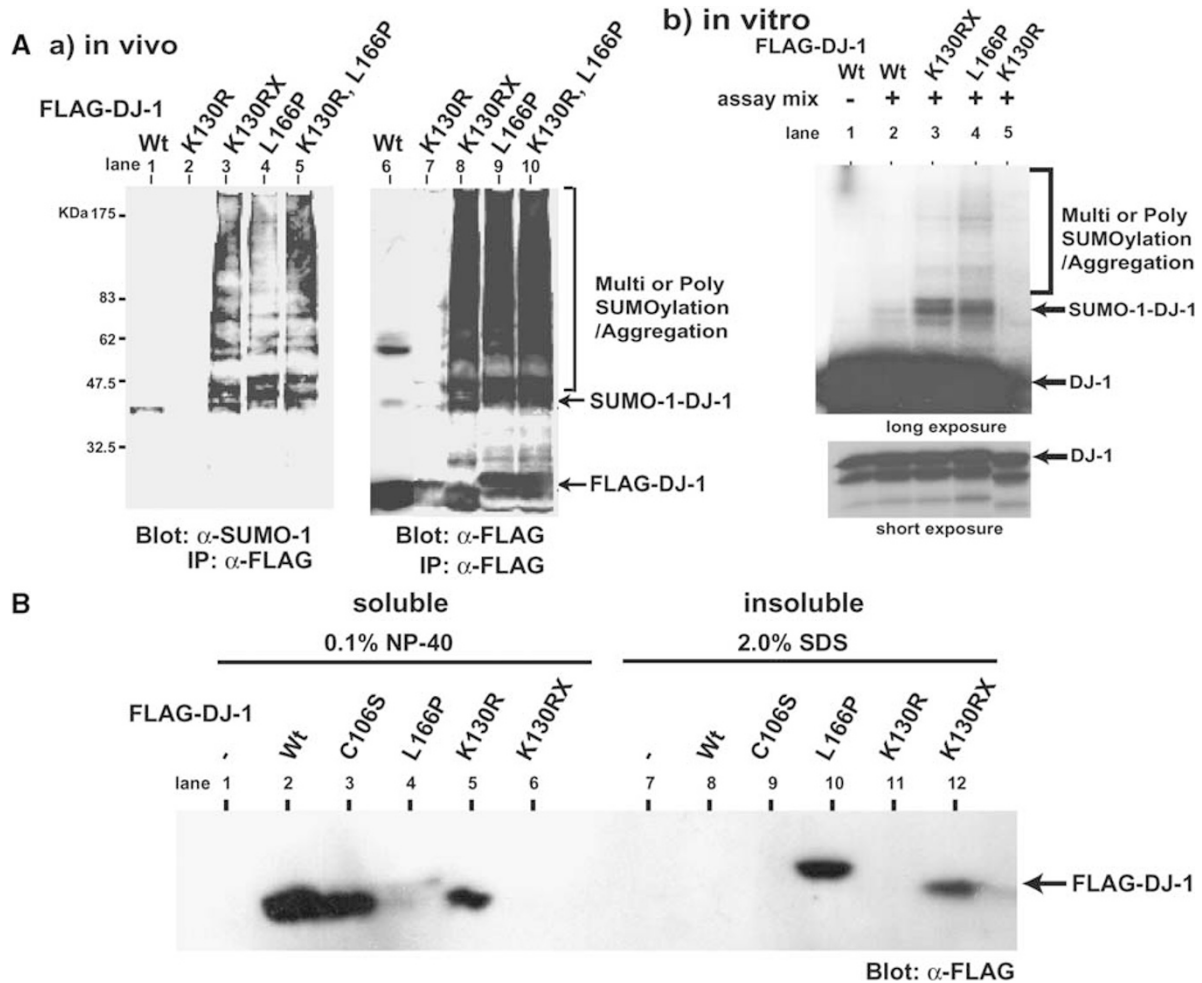 A a) in vivo
FLAG-DJ-1
Wt
K130R
K130RX
L166P
K130R, L166P
lane 1 2 3 4 5
KDa 175
83
62
47.5
32.5
Blot: α-SUMO-1
IP: α-FLAG
Wt
K130R
K130RX
L166P
K130R, L166P
6 7 8 9 10
Multi or Poly
SUMOylation
/Aggregation
SUMO-1-DJ-1
FLAG-DJ-1
Blot: α-FLAG
IP: α-FLAG
b) in vitro
FLAG-DJ-1
Wt
Wt
K130RX
L166P
K130R
assay mix - + + + +
lane 1 2 3 4 5
Multi or Poly
SUMOylation
/Aggregation
SUMO-1-DJ-1
DJ-1
long exposure
DJ-1
short exposure
B
soluble
insoluble
0.1% NP-40
2.0% SDS
FLAG-DJ-1
-
Wt
C106S
L166P
K130R
K130RX
-
Wt
C106S
L166P
K130R
K130RX
lane 1 2 3 4 5 6 7 8 9 10 11 12
FLAG-DJ-1
Blot: α-FLAG